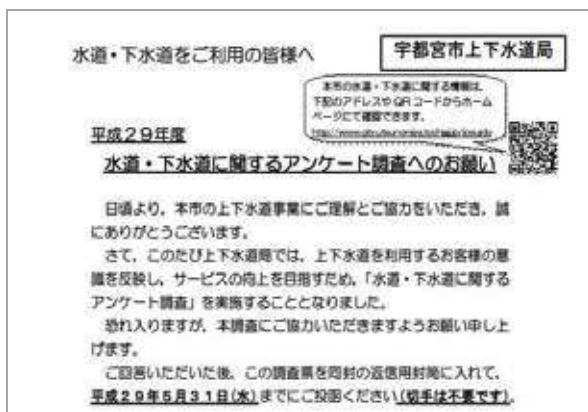 水道・下水道をご利用の皆様へ
宇都宮市上下水道局
本市の水道・下水道に関する情報は、
下記のアドレスやQRコードからホーム
ページにて確認できます。
平成29年度
水道・下水道に関するアンケート調査へのお願い
日頃より、本市の上下水道事業にご理解とご協力をいただき、誠
にありがとうございます。
さて、このたび上下水道局では、上下水道を利用するお客様の意
識を反映し、サービスの向上を目指すため、「水道・下水道に関する
アンケート調査」を実施することとなりました。
恐れ入りますが、本調査にご協力いただきますようお願い申し上
げます。
ご回答いただいた後、この調査票を同封の返信用封筒に入れて、
平成29年5月31日(水)までにご投函ください(切手は不要です)。